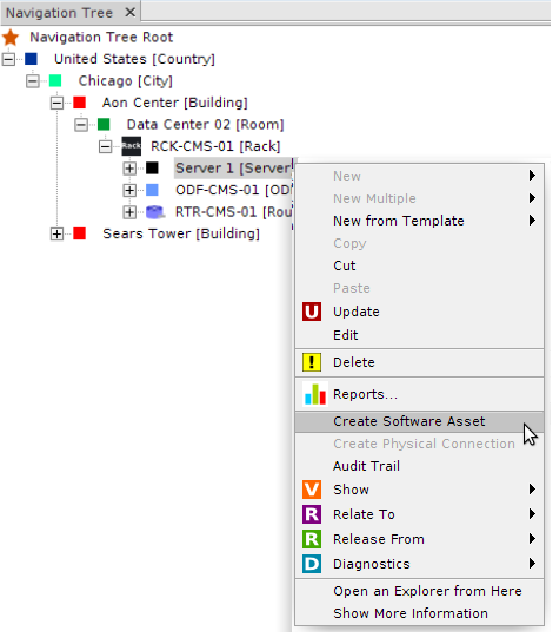 Navigation Tree
Navigation Tree Root
United States [Country]
Chicago [City]
Aon Center [Building]
Data Center 02 [Room]
Rack RCK-CMS-01 [Rack]
Server 1 [Server
ODF-CMS-01 [OD
RTR-CMS-01 [Rou
Sears Tower [Building]
New
New Multiple
New from Template
Copy
Cut
Paste
U Update
Edit
! Delete
Reports...
Create Software Asset
Create Physical Connection
Audit Trail
V Show
R Relate To
R Release From
D Diagnostics
Open an Explorer from Here
Show More Information